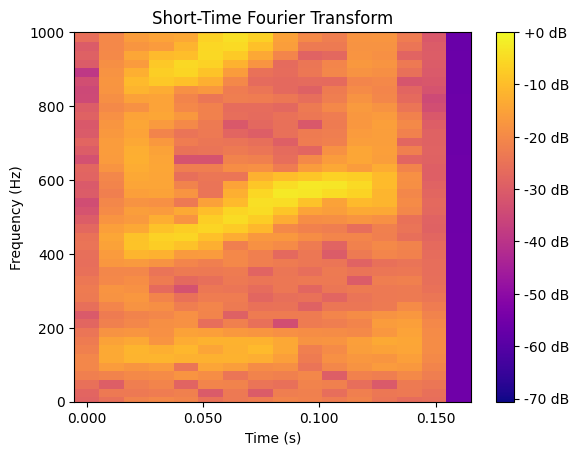 Short-Time Fourier Transform
1000
800
600
400
200
0
Frequency (Hz)
0.000
0.050
0.100
0.150
Time (s)
+0 dB
-10 dB
-20 dB
-30 dB
-40 dB
-50 dB
-60 dB
-70 dB